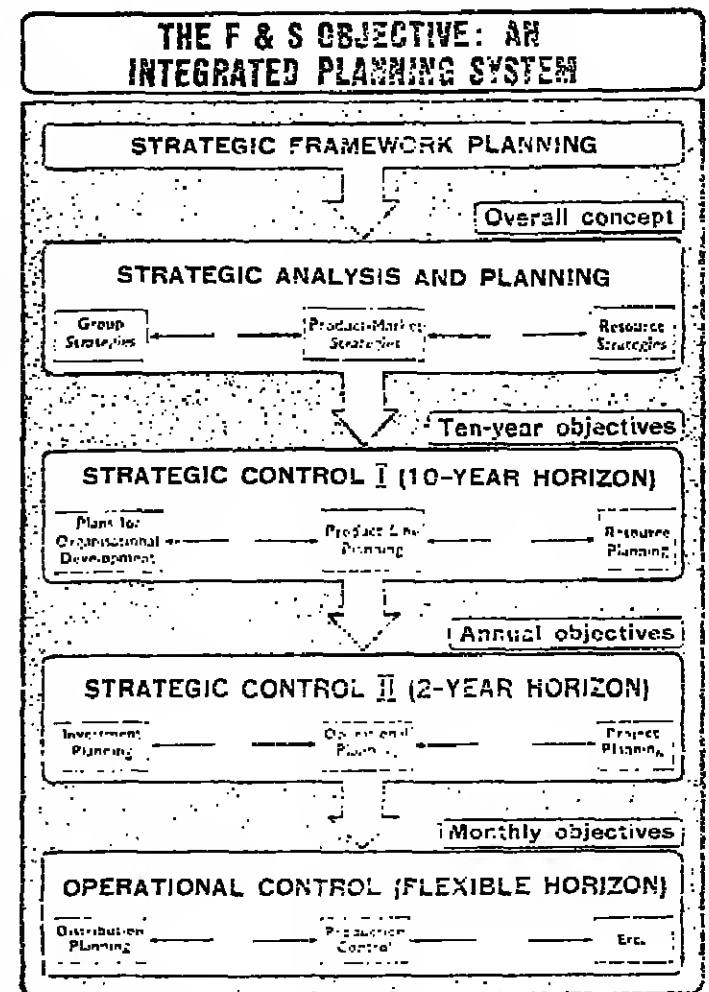 THE F & S OBJECTIVE: AN
INTEGRATED PLANNING SYSTEM
STRATEGIC FRAMEWORK PLANNING
Overall concept
STRATEGIC ANALYSIS AND PLANNING
Group
Strategies
Product-Market
Strategies
Resource
Strategies
Ten-year objectives
STRATEGIC CONTROL I (10-YEAR HORIZON)
Plans for
Organisational
Development
Product Line
Planning
Resource
Planning
Annual objectives
STRATEGIC CONTROL II (2-YEAR HORIZON)
Investment
Planning
Operational
Planning
Project
Planning
Monthly objectives
OPERATIONAL CONTROL (FLEXIBLE HORIZON)
Distribution
Planning
Production
Control
Etc.